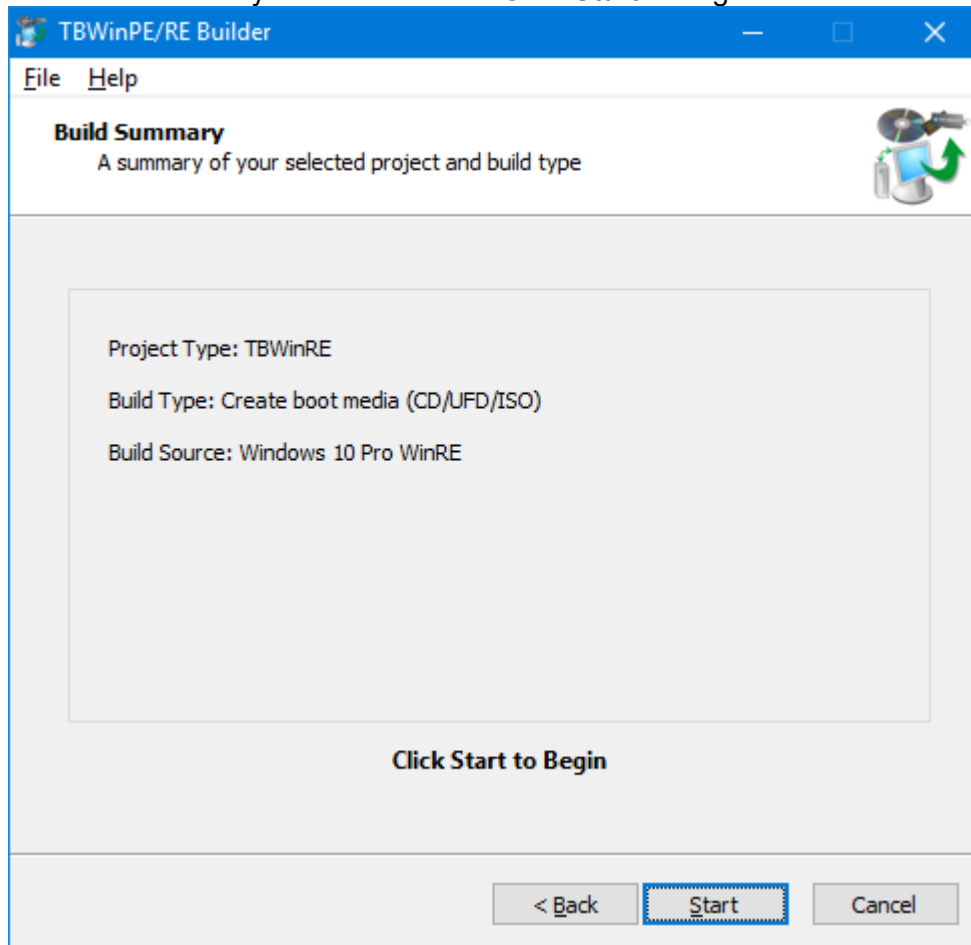 TBWinPE/RE Builder
File Help
Build Summary
A summary of your selected project and build type
Project Type: TBWinRE
Build Type: Create boot media (CD/UFD/ISO)
Build Source: Windows 10 Pro WinRE
Click Start to Begin
< Back Start Cancel